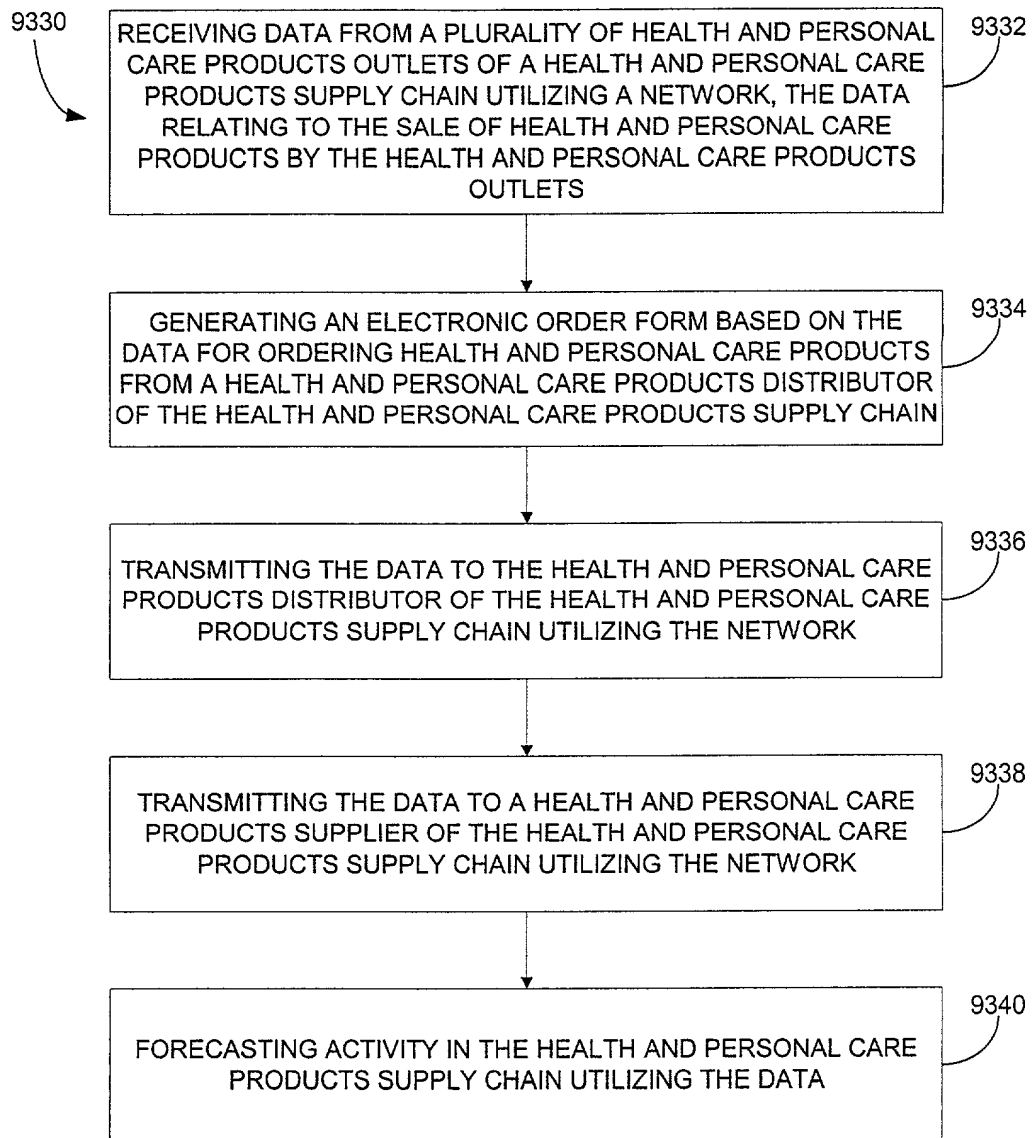 9330
RECEIVING DATA FROM A PLURALITY OF HEALTH AND PERSONAL
CARE PRODUCTS OUTLETS OF A HEALTH AND PERSONAL CARE
PRODUCTS SUPPLY CHAIN UTILIZING A NETWORK, THE DATA
RELATING TO THE SALE OF HEALTH AND PERSONAL CARE
PRODUCTS BY THE HEALTH AND PERSONAL CARE PRODUCTS
OUTLETS
9332
GENERATING AN ELECTRONIC ORDER FORM BASED ON THE
DATA FOR ORDERING HEALTH AND PERSONAL CARE PRODUCTS
FROM A HEALTH AND PERSONAL CARE PRODUCTS DISTRIBUTOR
OF THE HEALTH AND PERSONAL CARE PRODUCTS SUPPLY CHAIN
9334
TRANSMITTING THE DATA TO THE HEALTH AND PERSONAL CARE
PRODUCTS DISTRIBUTOR OF THE HEALTH AND PERSONAL CARE
PRODUCTS SUPPLY CHAIN UTILIZING THE NETWORK
9336
TRANSMITTING THE DATA TO A HEALTH AND PERSONAL CARE
PRODUCTS SUPPLIER OF THE HEALTH AND PERSONAL CARE
PRODUCTS SUPPLY CHAIN UTILIZING THE NETWORK
9338
FORECASTING ACTIVITY IN THE HEALTH AND PERSONAL CARE
PRODUCTS SUPPLY CHAIN UTILIZING THE DATA
9340